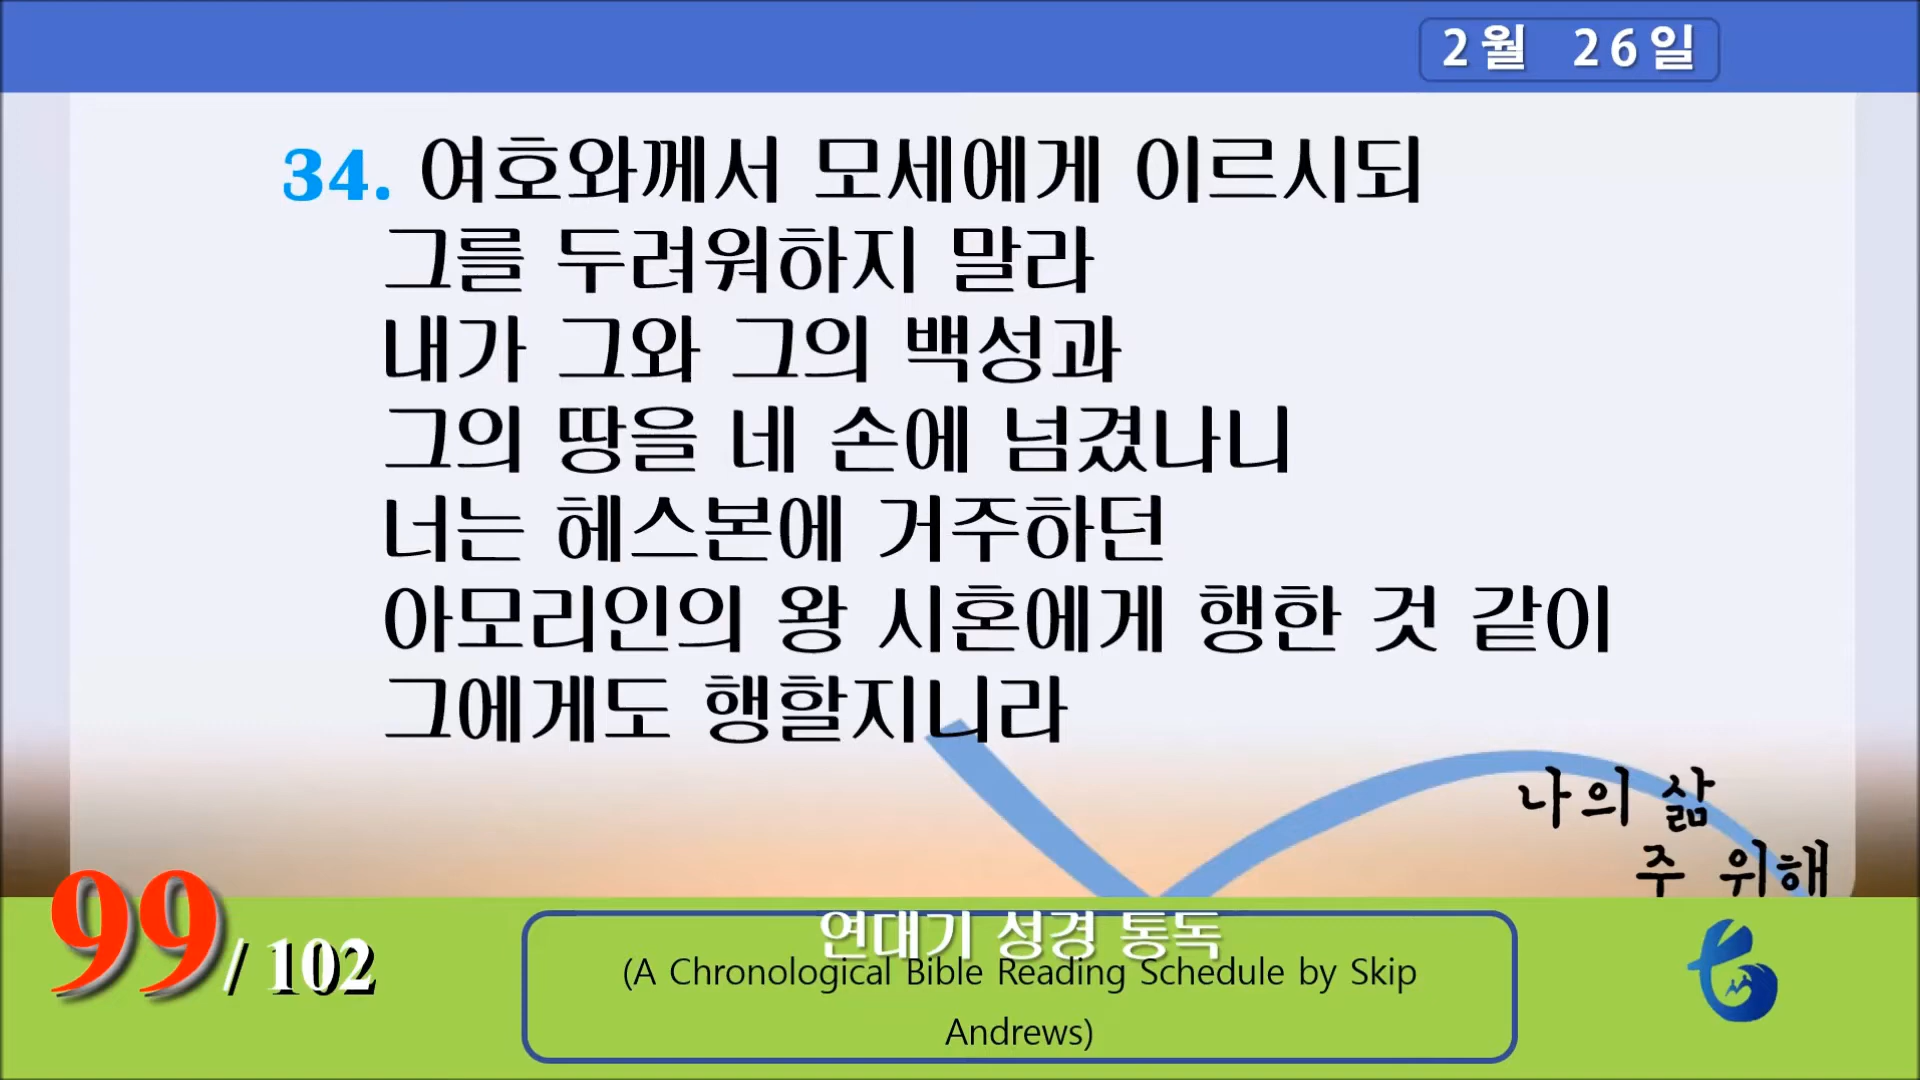 2월 26일
34. 여호와께서 모세에게 이르시되
그를 두려워하지 말라
내가 그와 그의 백성과
그의 땅을 네 손에 넘겼나니
너는 헤스본에 거주하던
아모리인의 왕 시혼에게 행한 것 같이
그에게도 행할지니라
나의 삶
주 위해
99/ 102
연대기 성경 통독
(A Chronological Bible Reading Schedule by Skip
Andrews)